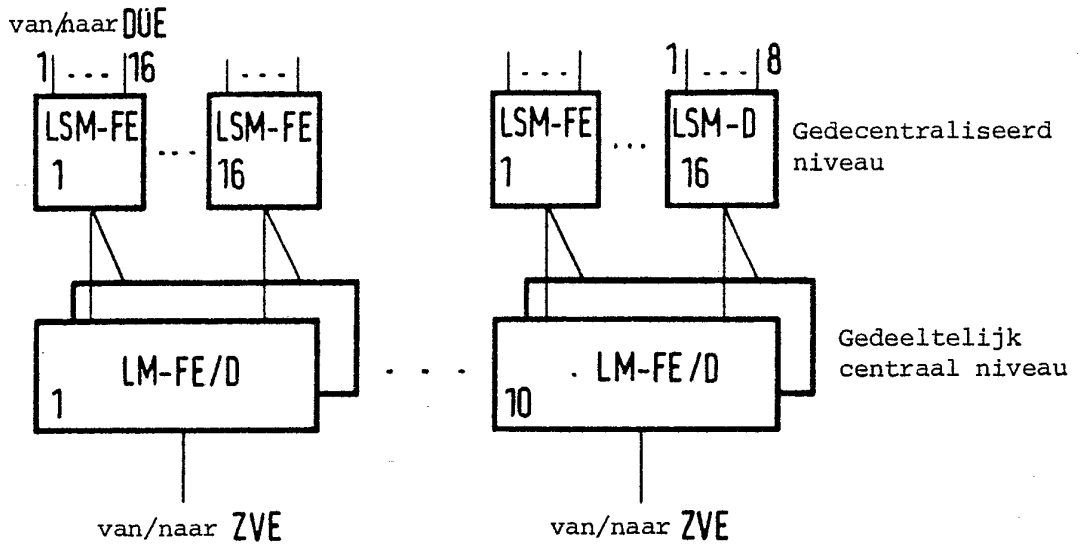 van/naar DÜE
1 ... 16
1 ... 8
LSM-FE
1
...
LSM-FE
16
LSM-FE
1
...
LSM-D
16
Gedecentraliseerd
niveau
LM-FE/D
1
. . . .
LM-FE/D
10
Gedeeltelijk
centraal niveau
van/naar ZVE
van/naar ZVE